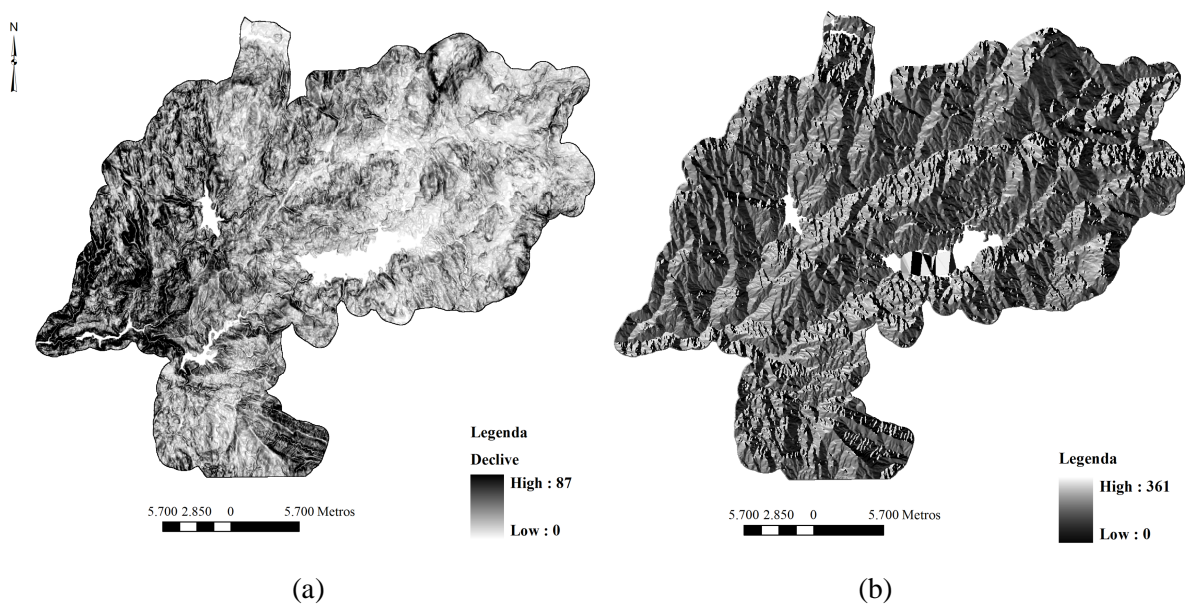 N
Legenda
Declive
High : 87
Low : 0
5.700 2.850 0 5.700 Metros
(a)
Legenda
High : 361
Low : 0
5.700 2.850 0 5.700 Metros
(b)